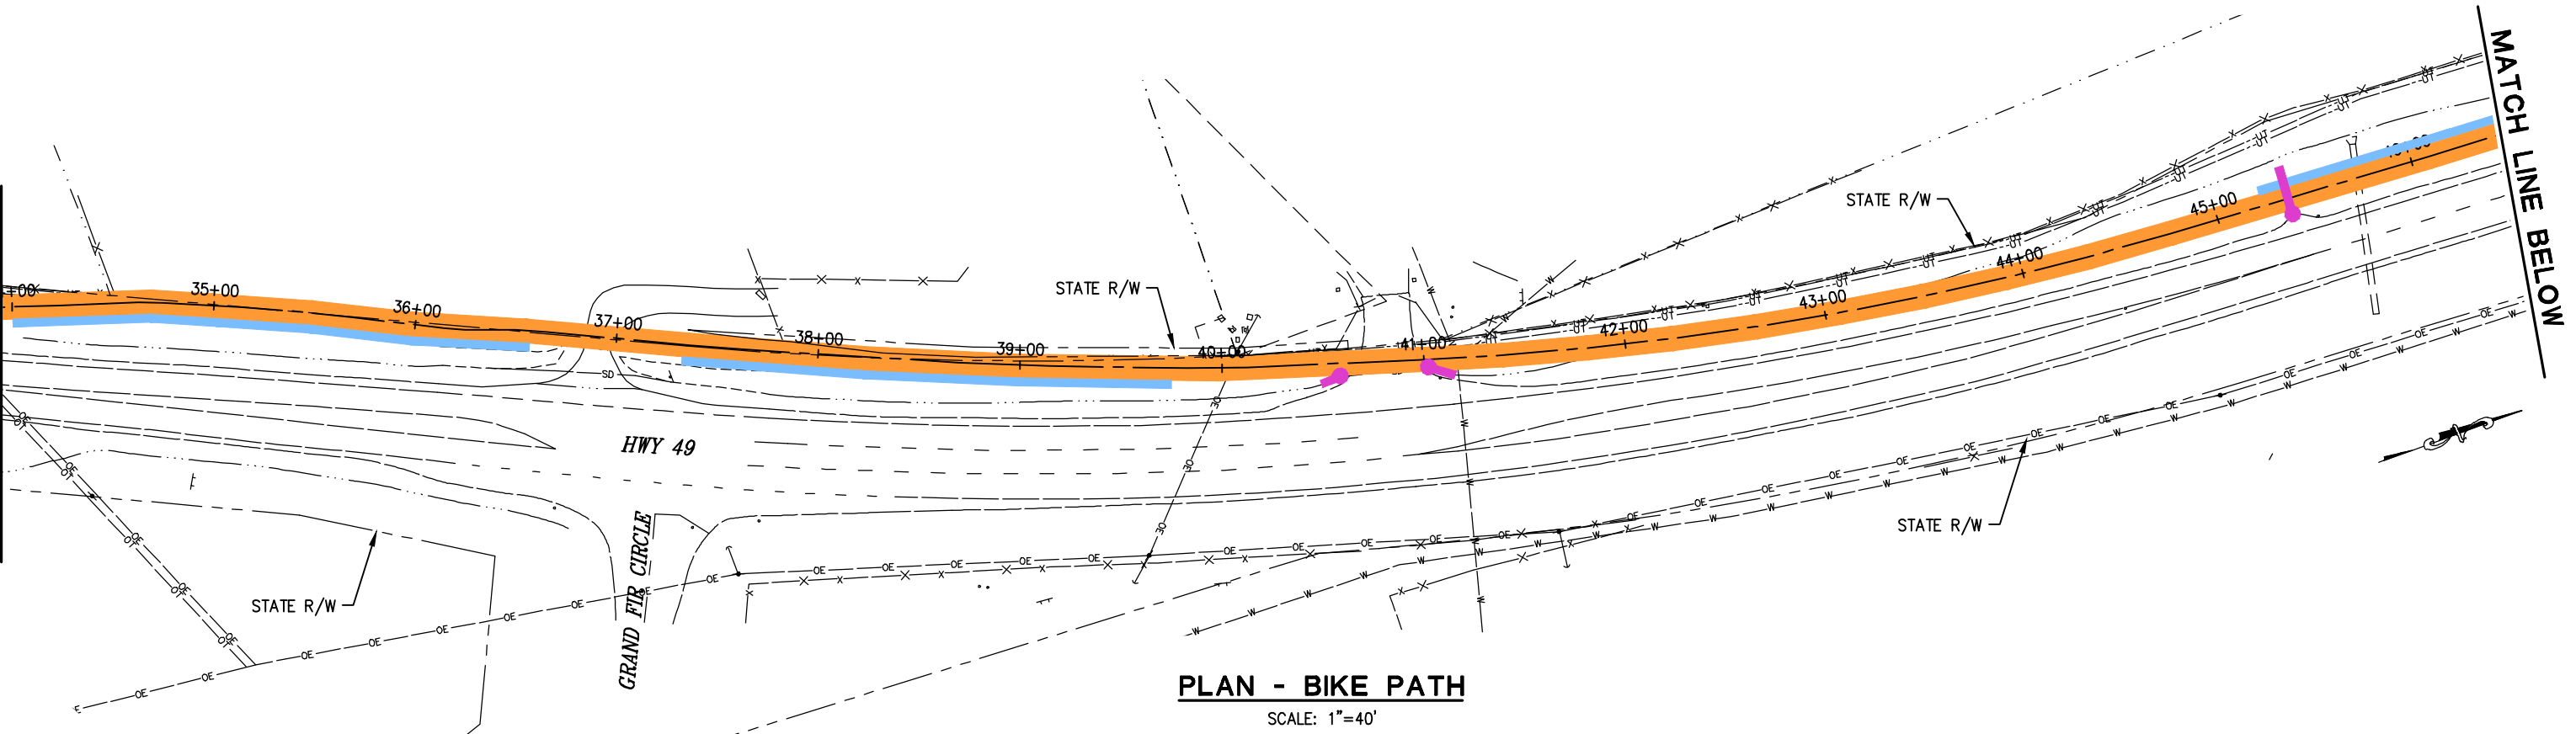 MATCH LINE BELOW
STATE R/W
45+00
44+00
43+00
42+00
41+00
40+00
39+00
38+00
37+00
36+00
35+00
+00
STATE R/W
SD
HWY 49
GRAND FIR CIRCLE
STATE R/W
STATE R/W
PLAN - BIKE PATH
SCALE: 1"=40'